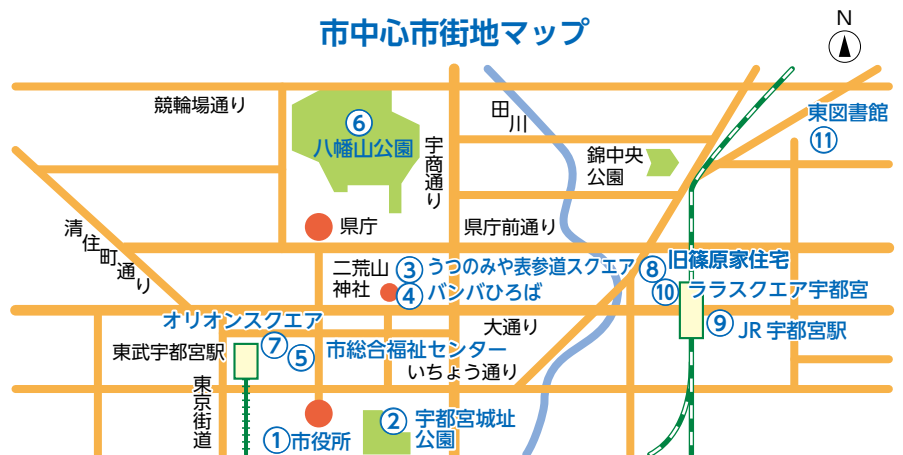 市中心市街地マップ
N
競輪場通り
⑥
八幡山公園
宇商通り
田川
東図書館
⑪
錦中央
公園
清住町通り
県庁
県庁前通り
二荒山
神社
③うつのみや表参道スクエア
④バンバひろば
⑧旧篠原家住宅
⑩ララスクエア宇都宮
オリオンスクエア
⑦
大通り
⑨JR宇都宮駅
東武宇都宮駅
⑤市総合福祉センター
いちょう通り
東京街道
①市役所
②宇都宮城址
公園